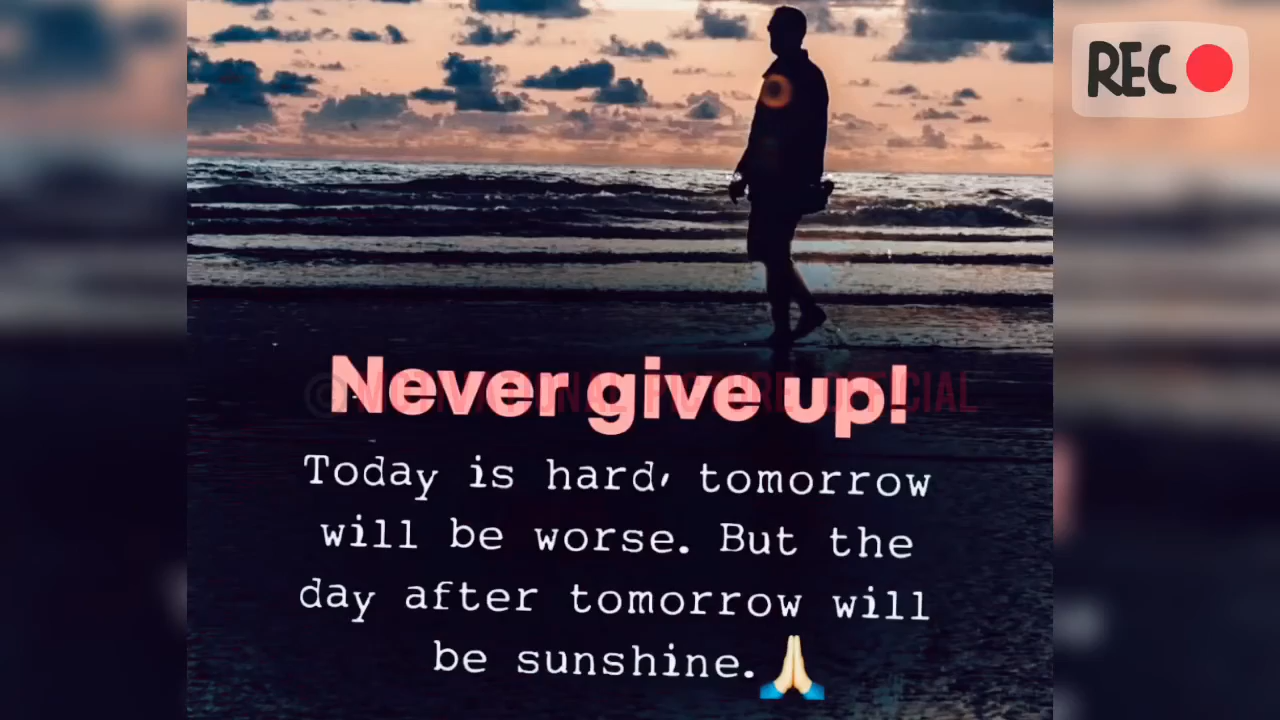 REC
Never give up!
Today is hard, tomorrow
will be worse. But the
day after tomorrow will
be sunshine.🙏🏻